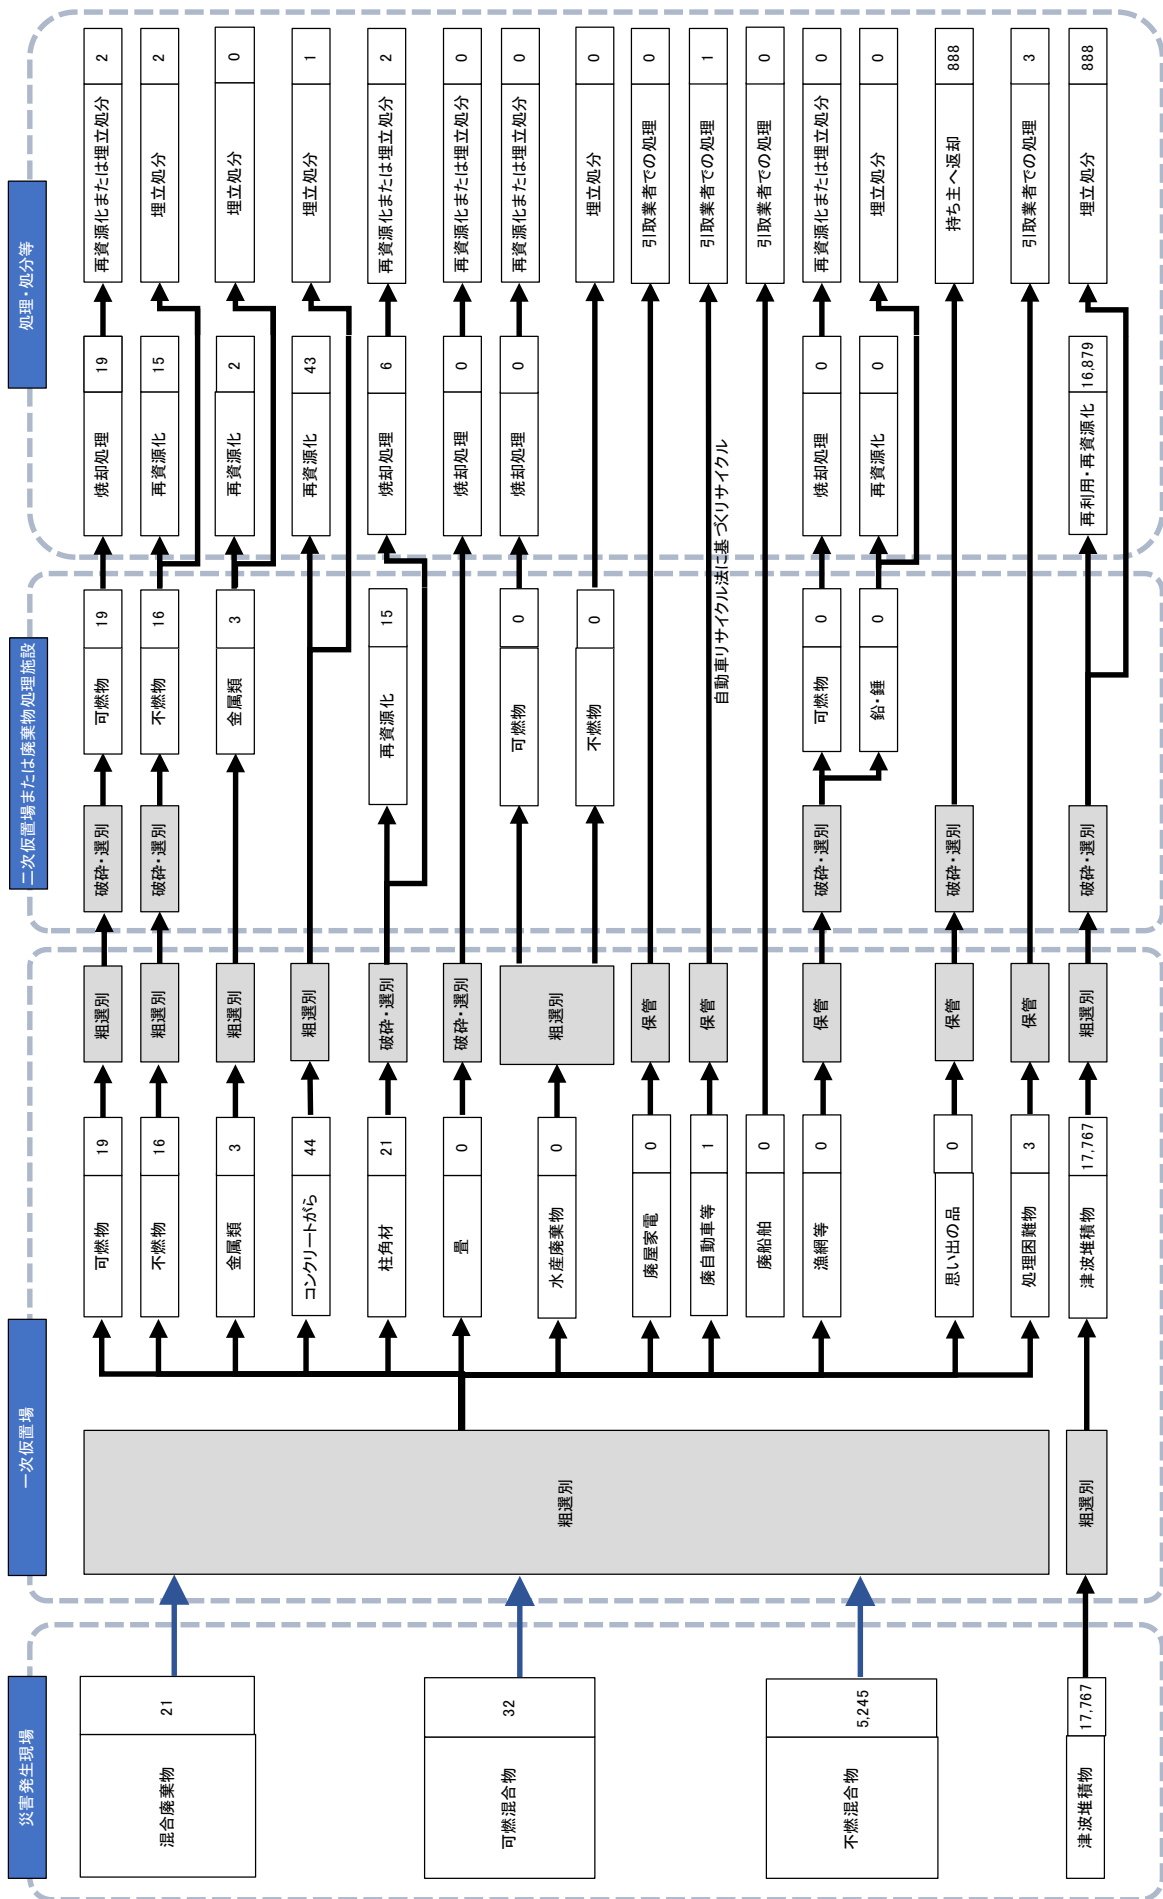 災害発生現場
混合廃棄物 21
可燃混合物 32
不燃混合物 5,245
津波堆積物 17,767
一次仮置場
粗選別
粗選別
可燃物 19 粗選別
不燃物 16 粗選別
金属類 3 粗選別
コンクリートがら 44 粗選別
柱角材 21 破砕・選別
畳 0 破砕・選別
水産廃棄物 0 粗選別
廃屋家電 0 保管
廃自動車等 1 保管
廃船舶 0
漁網等 0 保管
思い出の品 0 保管
処理困難物 3 保管
津波堆積物 17,767 粗選別
二次仮置場または廃棄物処理施設
破砕・選別 可燃物 19
破砕・選別 不燃物 16
金属類 3
再資源化 15
可燃物 0
不燃物 0
自動車リサイクル法に基づくリサイクル
破砕・選別 可燃物 0
鉛・錘 0
破砕・選別
破砕・選別
処理・処分等
焼却処理 19 再資源化または埋立処分 2
再資源化 15 埋立処分 2
再資源化 2 埋立処分 0
再資源化 43 埋立処分 1
焼却処理 6 再資源化または埋立処分 2
焼却処理 0 再資源化または埋立処分 0
焼却処理 0 再資源化または埋立処分 0
埋立処分 0
引取業者での処理 0
引取業者での処理 1
引取業者での処理 0
焼却処理 0 再資源化または埋立処分 0
再資源化 0 埋立処分 0
持ち主へ返却 888
引取業者での処理 3
再利用・再資源化 16,879 埋立処分 888